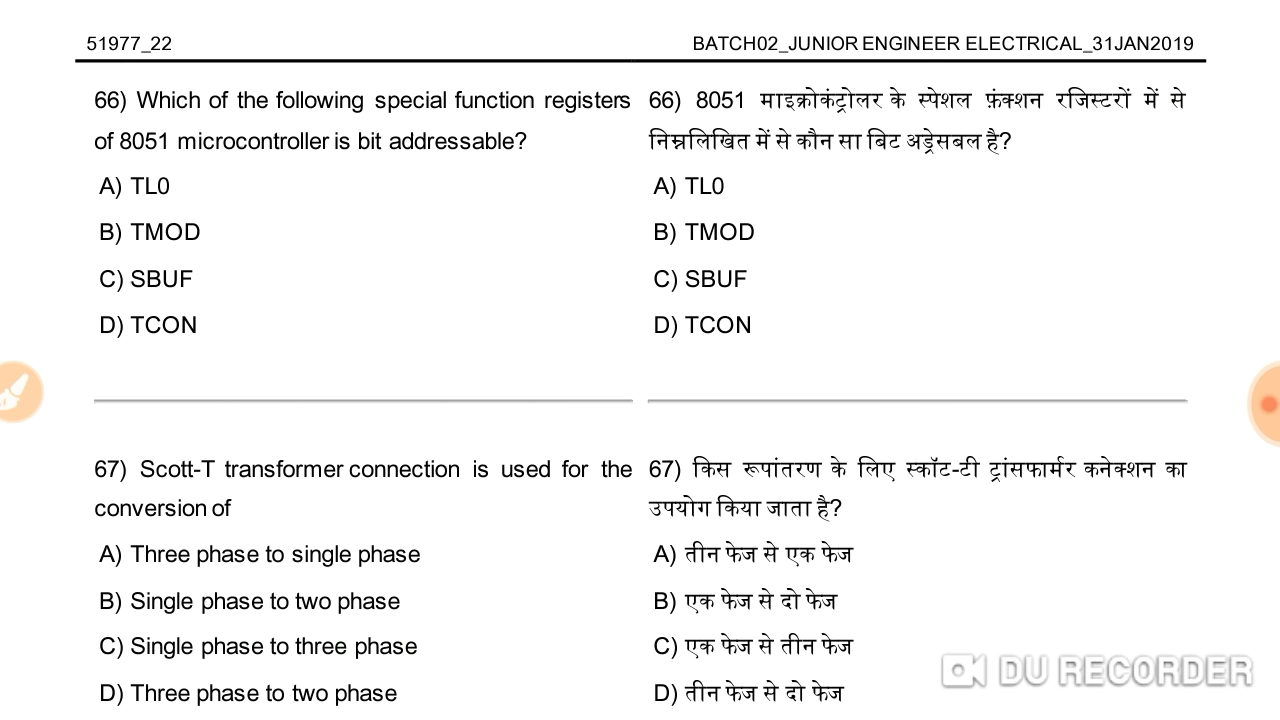 51977_22
BATCH02_JUNIOR ENGINEER ELECTRICAL_31JAN2019
66) Which of the following special function registers
of 8051 microcontroller is bit addressable?
A) TL0
B) TMOD
C) SBUF
D) TCON
66) 8051 माइक्रोकंट्रोलर के स्पेशल फ़ंक्शन रजिस्टरों में से
निम्नलिखित में से कौन सा बिट अड्रेसबल है?
A) TL0
B) TMOD
C) SBUF
D) TCON
67) Scott-T transformer connection is used for the
conversion of
A) Three phase to single phase
B) Single phase to two phase
C) Single phase to three phase
D) Three phase to two phase
67) किस रूपांतरण के लिए स्कॉट-टी ट्रांसफार्मर कनेक्शन का
उपयोग किया जाता है?
A) तीन फेज से एक फेज
B) एक फेज से दो फेज
C) एक फेज से तीन फेज
D) तीन फेज से दो फेज
DU RECORDER